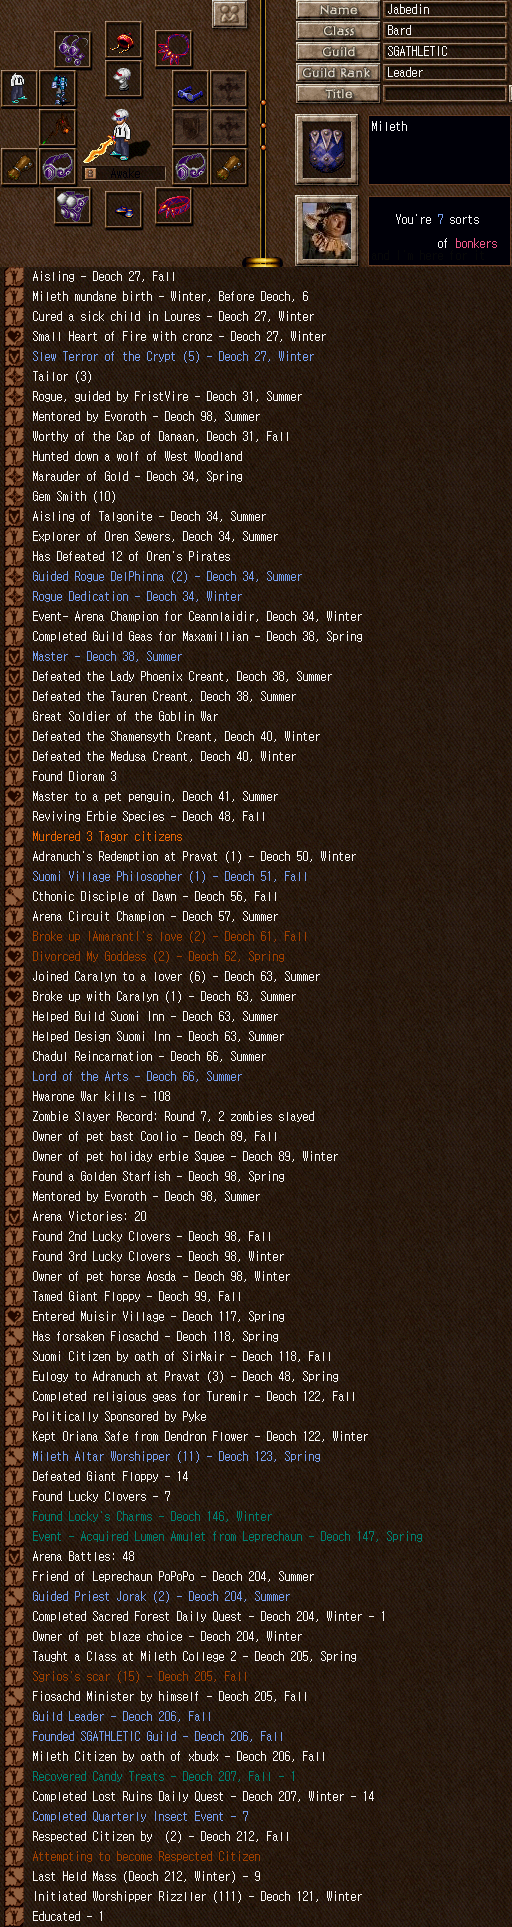 Name Jabedin
Class Bard
Guild SGATHLETIC
Guild Rank Leader
Title
Mileth
Awake
You're 7 sorts
of bonkers
Aisling - Deoch 27, Fall
Mileth mundane birth - Winter, Before Deoch, 6
Cured a sick child in Loures - Deoch 27, Winter
Small Heart of Fire with cronz - Deoch 27, Winter
Slew Terror of the Crypt (5) - Deoch 27, Winter
Tailor (3)
Rogue, guided by FristVire - Deoch 31, Summer
Mentored by Evoroth - Deoch 98, Summer
Worthy of the Cap of Danaan, Deoch 31, Fall
Hunted down a wolf of West Woodland
Marauder of Gold - Deoch 34, Spring
Gem Smith (10)
Aisling of Talgonite - Deoch 34, Summer
Explorer of Oren Sewers, Deoch 34, Summer
Has Defeated 12 of Oren's Pirates
Guided Rogue DelPhinna (2) - Deoch 34, Summer
Rogue Dedication - Deoch 34, Winter
Event- Arena Champion for Ceannlaidir, Deoch 34, Winter
Completed Guild Geas for Maxamillian - Deoch 38, Spring
Master - Deoch 38, Summer
Defeated the Lady Phoenix Creant, Deoch 38, Summer
Defeated the Tauren Creant, Deoch 38, Summer
Great Soldier of the Goblin War
Defeated the Shamensyth Creant, Deoch 40, Winter
Defeated the Medusa Creant, Deoch 40, Winter
Found Dioram 3
Master to a pet penguin, Deoch 41, Summer
Reviving Erbie Species - Deoch 48, Fall
Murdered 3 Tagor citizens
Adranuch's Redemption at Pravat (1) - Deoch 50, Winter
Suomi Village Philosopher (1) - Deoch 51, Fall
Cthonic Disciple of Dawn - Deoch 56, Fall
Arena Circuit Champion - Deoch 57, Summer
Broke up lAmarantl's love (2) - Deoch 61, Fall
Divorced My Goddess (2) - Deoch 62, Spring
Joined Caralyn to a lover (6) - Deoch 63, Summer
Broke up with Caralyn (1) - Deoch 63, Summer
Helped Build Suomi Inn - Deoch 63, Summer
Helped Design Suomi Inn - Deoch 63, Summer
Chadul Reincarnation - Deoch 66, Summer
Lord of the Arts - Deoch 66, Summer
Hwarone War kills - 108
Zombie Slayer Record: Round 7, 2 zombies slayed
Owner of pet bast Coolio - Deoch 89, Fall
Owner of pet holiday erbie Squee - Deoch 89, Winter
Found a Golden Starfish - Deoch 98, Spring
Mentored by Evoroth - Deoch 98, Summer
Arena Victories: 20
Found 2nd Lucky Clovers - Deoch 98, Fall
Found 3rd Lucky Clovers - Deoch 98, Winter
Owner of pet horse Aosda - Deoch 98, Winter
Tamed Giant Floppy - Deoch 99, Fall
Entered Muisir Village - Deoch 117, Spring
Has forsaken Fiosachd - Deoch 118, Spring
Suomi Citizen by oath of SirNair - Deoch 118, Fall
Eulogy to Adranuch at Pravat (3) - Deoch 48, Spring
Completed religious geas for Turemir - Deoch 122, Fall
Politically Sponsored by Pyke
Kept Oriana Safe from Dendron Flower - Deoch 122, Winter
Mileth Altar Worshipper (11) - Deoch 123, Spring
Defeated Giant Floppy - 14
Found Lucky Clovers - 7
Found Locky's Charms - Deoch 146, Winter
Event - Acquired Lumen Amulet from Leprechaun - Deoch 147, Spring
Arena Battles: 48
Friend of Leprechaun PoPoPo - Deoch 204, Summer
Guided Priest Jorak (2) - Deoch 204, Summer
Completed Sacred Forest Daily Quest - Deoch 204, Winter - 1
Owner of pet blaze choice - Deoch 204, Winter
Taught a Class at Mileth College 2 - Deoch 205, Spring
Sgrios's scar (15) - Deoch 205, Fall
Fiosachd Minister by himself - Deoch 205, Fall
Guild Leader - Deoch 206, Fall
Founded SGATHLETIC Guild - Deoch 206, Fall
Mileth Citizen by oath of xbudx - Deoch 206, Fall
Recovered Candy Treats - Deoch 207, Fall - 1
Completed Lost Ruins Daily Quest - Deoch 207, Winter - 14
Completed Quarterly Insect Event - 7
Respected Citizen by  (2) - Deoch 212, Fall
Attempting to become Respected Citizen
Last Held Mass (Deoch 212, Winter) - 9
Initiated Worshipper Rizzller (111) - Deoch 121, Winter
Educated - 1